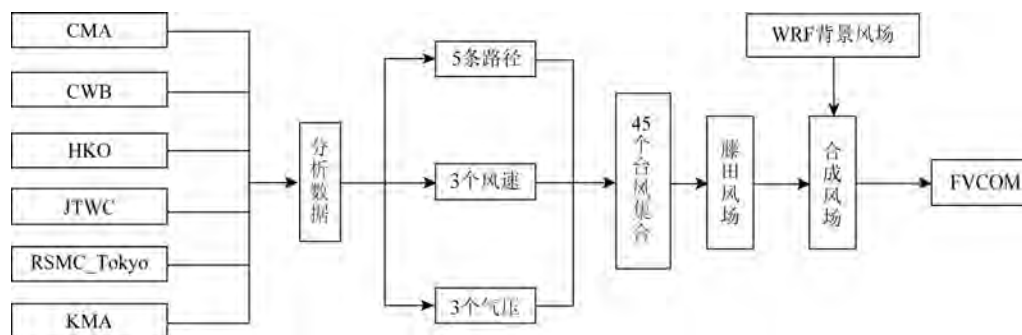 CMA
CWB
HKO
JTWC
RSMC_Tokyo
KMA
分析数据
5条路径
3个风速
3个气压
45个台风集合
藤田风场
WRF背景风场
合成风场
FVCOM